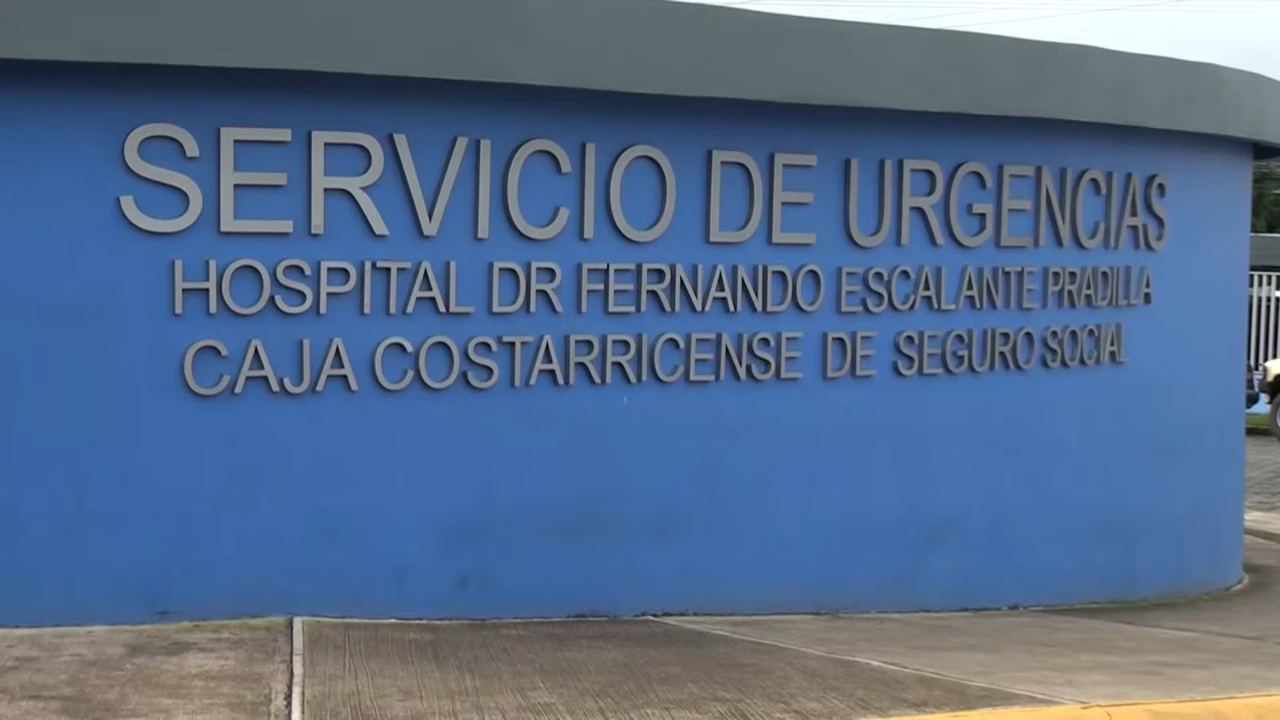 SERVICIO DE URGENCIAS
HOSPITAL DR FERNANDO ESCALANTE PRADILLA
CAJA COSTARRICENSE DE SEGURO SOCIAL